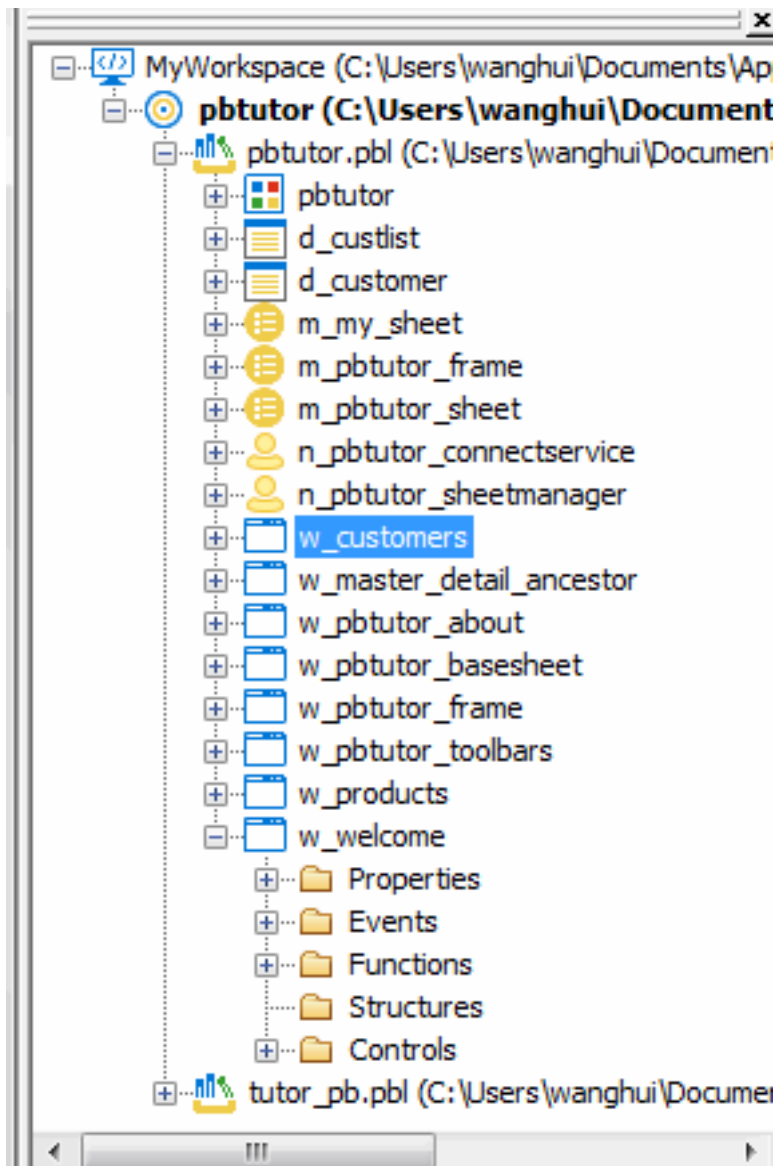 MyWorkspace (C:\Users\wanghui\Documents\Ap
pbtutor (C:\Users\wanghui\Document
pbtutor.pbl (C:\Users\wanghui\Document
pbtutor
d_custlist
d_customer
m_my_sheet
m_pbtutor_frame
m_pbtutor_sheet
n_pbtutor_connectservice
n_pbtutor_sheetmanager
w_customers
w_master_detail_ancestor
w_pbtutor_about
w_pbtutor_basesheet
w_pbtutor_frame
w_pbtutor_toolbars
w_products
w_welcome
Properties
Events
Functions
Structures
Controls
tutor_pb.pbl (C:\Users\wanghui\Documen